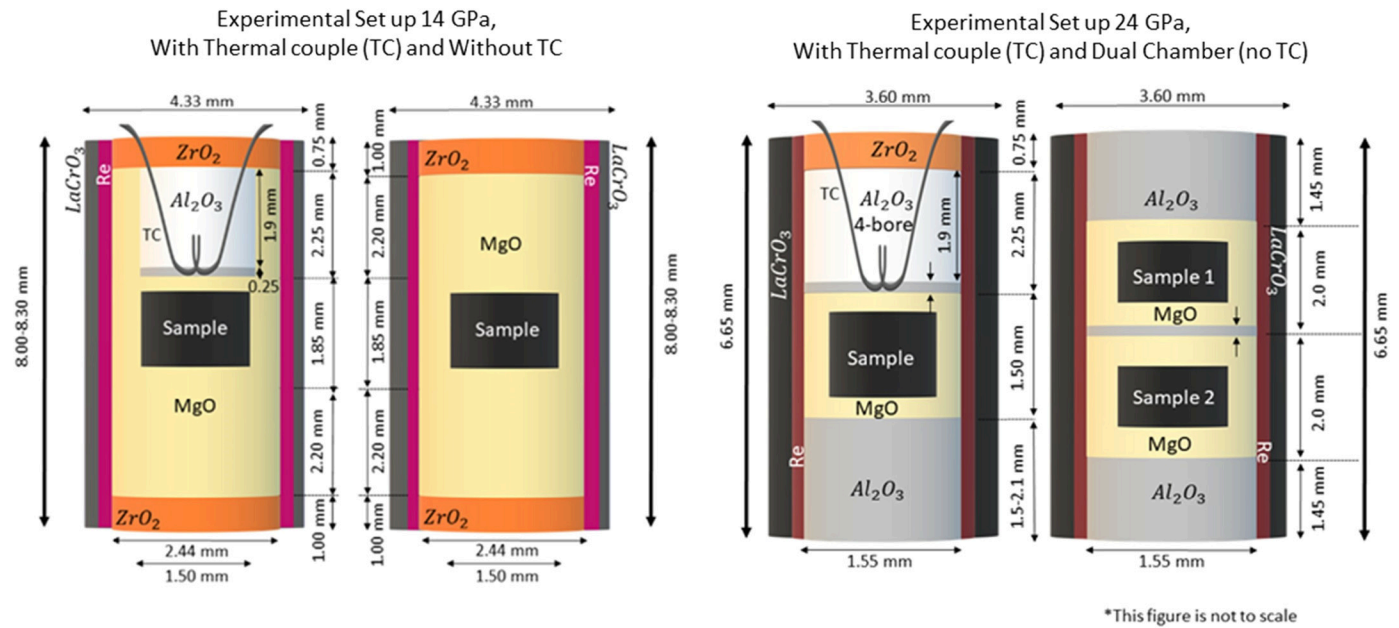 Experimental Set up 14 GPa,
With Thermal couple (TC) and Without TC
4.33 mm
8.00-8.30 mm
LaCrO3
Re
ZrO2
Al2O3
TC
1.9 mm
0.25
Sample
MgO
ZrO2
0.75 mm
2.25 mm
1.85 mm
2.20 mm
1.00 mm
2.44 mm
1.50 mm
4.33 mm
1.00 mm
2.20 mm
1.85 mm
2.20 mm
1.00 mm
ZrO2
MgO
Sample
ZrO2
Re
LaCrO3
8.00-8.30 mm
2.44 mm
1.50 mm
Experimental Set up 24 GPa,
With Thermal couple (TC) and Dual Chamber (no TC)
3.60 mm
6.65 mm
LaCrO3
Re
ZrO2
TC
Al2O3
4-bore
1.9 mm
Sample
MgO
Al2O3
0.75 mm
2.25 mm
1.50 mm
1.5-2.1 mm
1.55 mm
3.60 mm
Al2O3
Sample 1
MgO
Sample 2
MgO
Al2O3
LaCrO3
Re
1.45 mm
2.0 mm
2.0 mm
1.45 mm
6.65 mm
1.55 mm
*This figure is not to scale